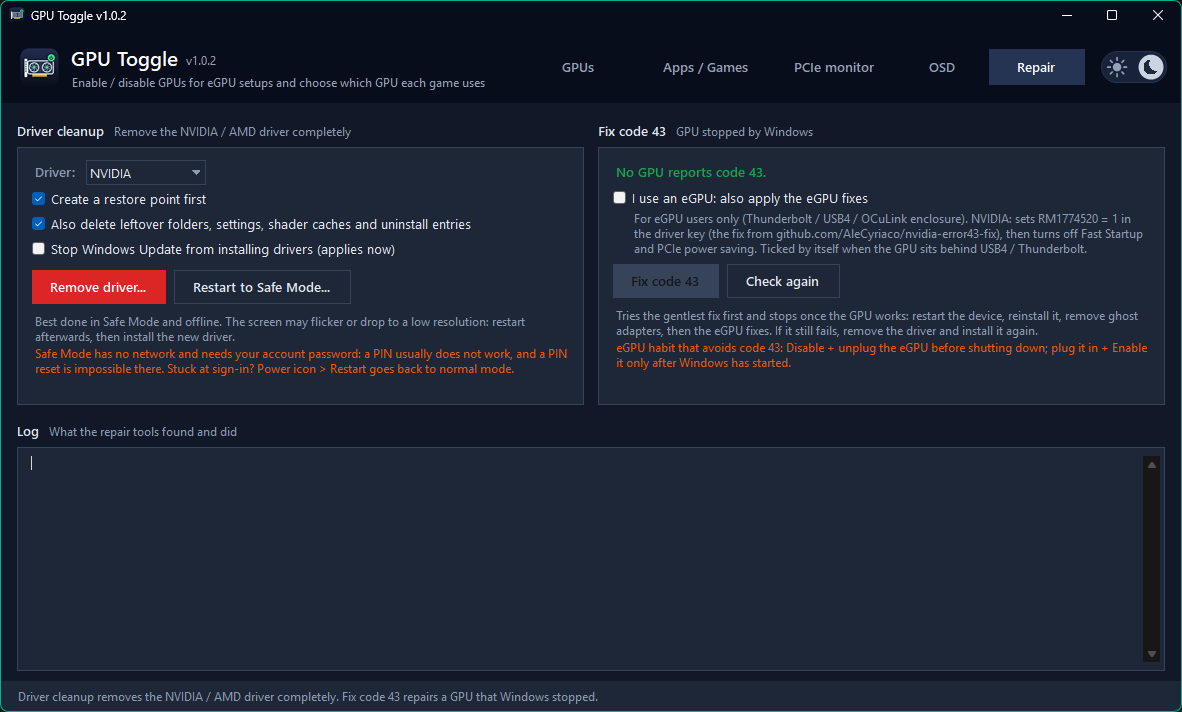 GPU Toggle v1.0.2
GPU Toggle v1.0.2
Enable / disable GPUs for eGPU setups and choose which GPU each game uses
GPUs
Apps / Games
PCIe monitor
OSD
Repair
Driver cleanup Remove the NVIDIA / AMD driver completely
Driver: NVIDIA
Create a restore point first
Also delete leftover folders, settings, shader caches and uninstall entries
Stop Windows Update from installing drivers (applies now)
Remove driver...
Restart to Safe Mode...
Best done in Safe Mode and offline. The screen may flicker or drop to a low resolution: restart
afterwards, then install the new driver.
Safe Mode has no network and needs your account password: a PIN usually does not work, and a PIN
reset is impossible there. Stuck at sign-in? Power icon > Restart goes back to normal mode.
Fix code 43 GPU stopped by Windows
No GPU reports code 43.
I use an eGPU: also apply the eGPU fixes
For eGPU users only (Thunderbolt / USB4 / OCuLink enclosure). NVIDIA: sets RM1774520 = 1 in
the driver key (the fix from github.com/AleCyriaco/nvidia-error43-fix), then turns off Fast Startup
and PCIe power saving. Ticked by itself when the GPU sits behind USB4 / Thunderbolt.
Fix code 43
Check again
Tries the gentlest fix first and stops once the GPU works: restart the device, reinstall it, remove ghost
adapters, then the eGPU fixes. If it still fails, remove the driver and install it again.
eGPU habit that avoids code 43: Disable + unplug the eGPU before shutting down; plug it in + Enable
it only after Windows has started.
Log What the repair tools found and did
Driver cleanup removes the NVIDIA / AMD driver completely. Fix code 43 repairs a GPU that Windows stopped.